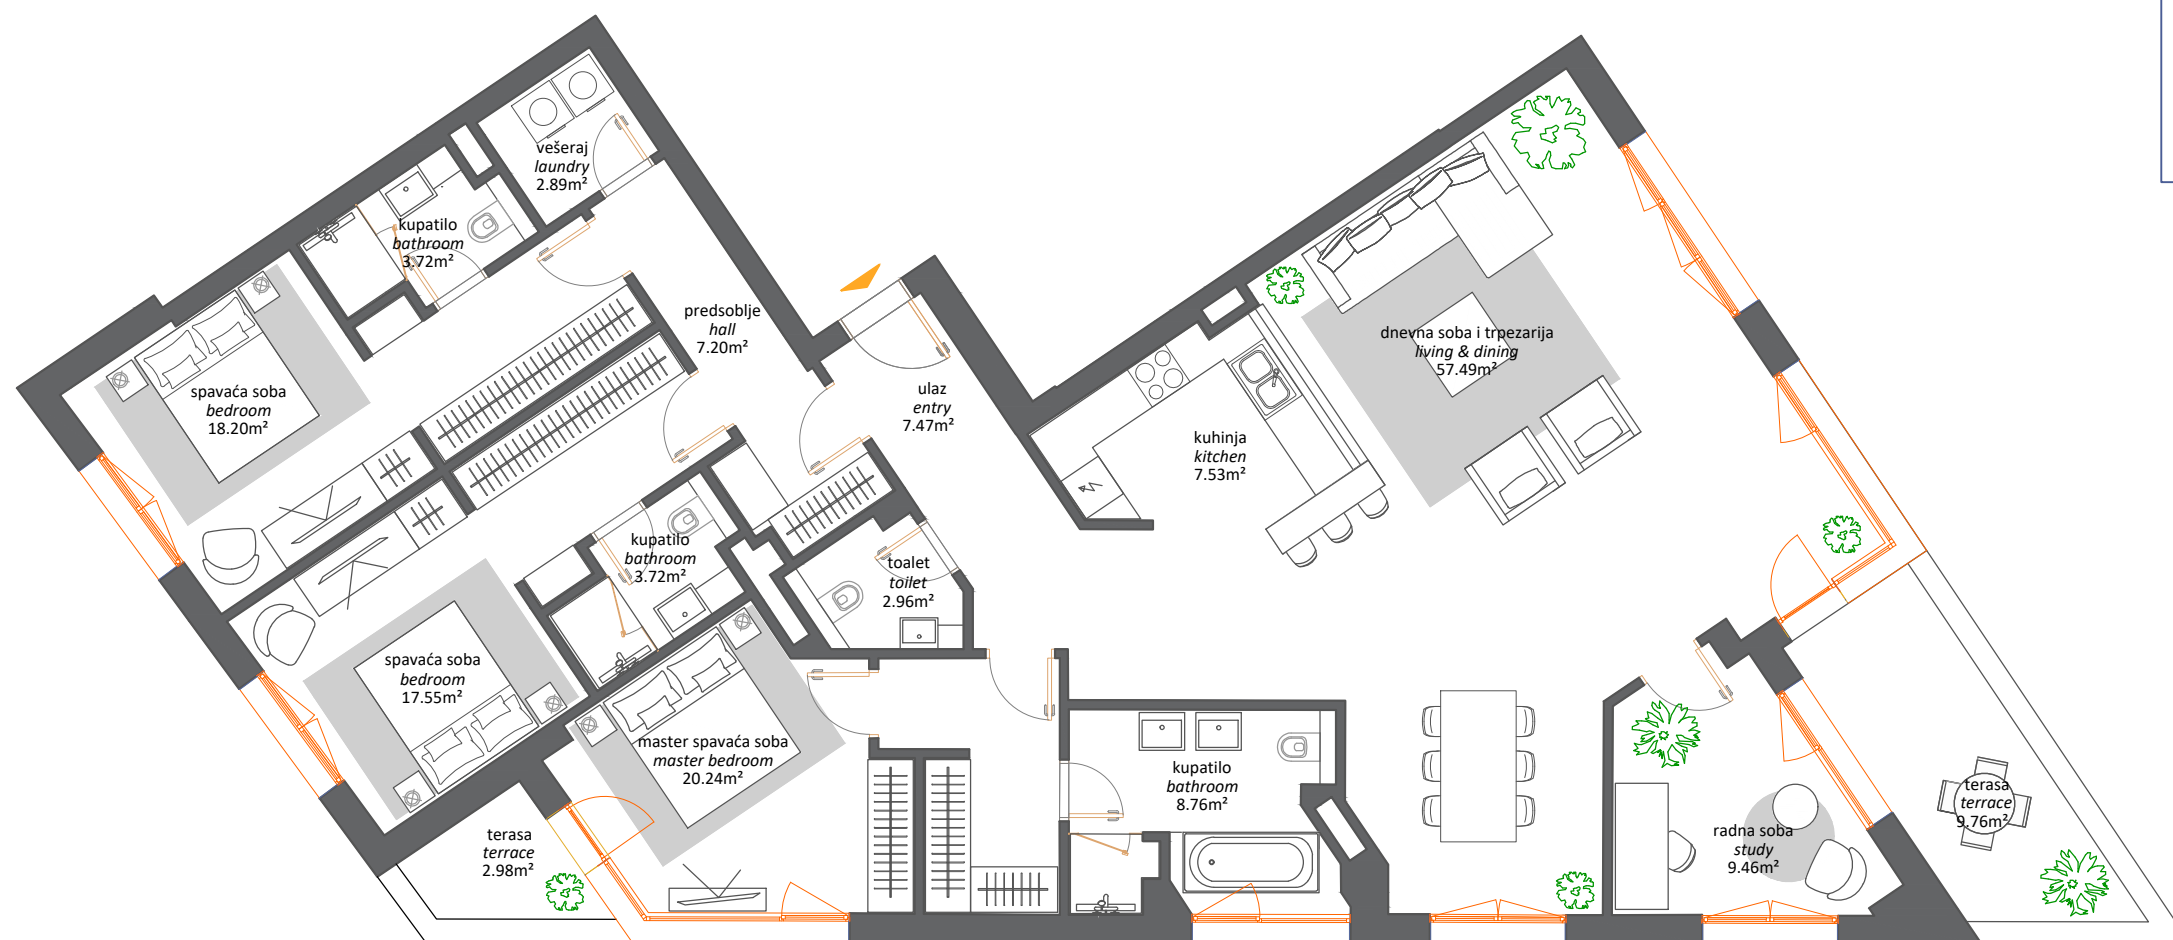 vešeraj
laundry
2.89m²
kupatilo
bathroom
3.72m²
predsoblje
hall
7.20m²
spavaća soba
bedroom
18.20m²
ulaz
entry
7.47m²
dnevna soba i trpezarija
living & dining
57.49m²
kuhinja
kitchen
7.53m²
kupatilo
bathroom
3.72m²
toalet
toilet
2.96m²
spavaća soba
bedroom
17.55m²
master spavaća soba
master bedroom
20.24m²
kupatilo
bathroom
8.76m²
terasa
terrace
2.98m²
radna soba
study
9.46m²
terasa
terrace
9.76m²